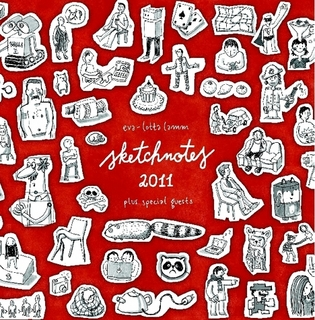 eva-lotta lamm
sketchnotes
2011
plus special guests